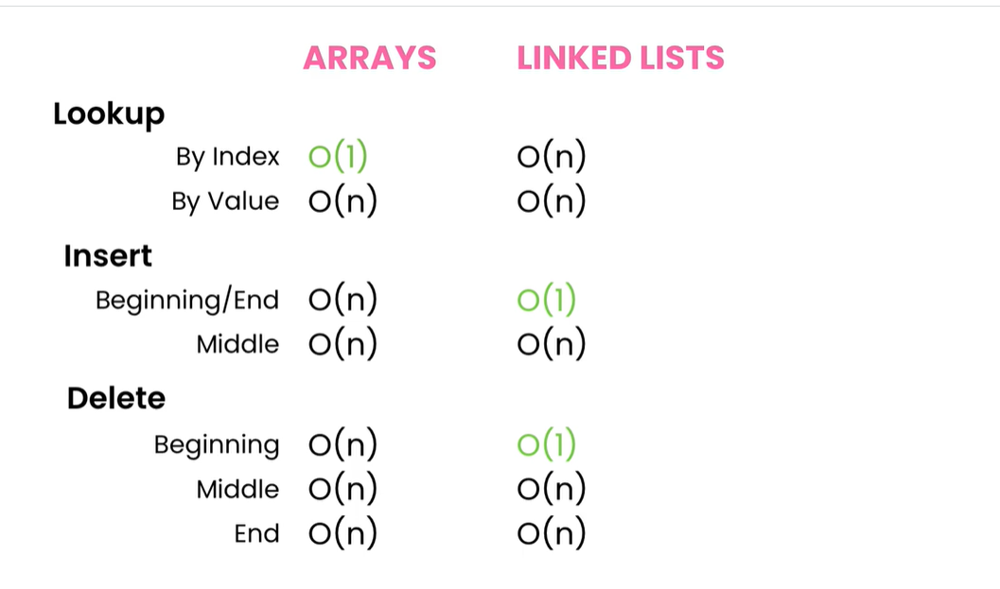 ARRAYS LINKED LISTS
Lookup
By Index O(1) O(n)
By Value O(n) O(n)
Insert
Beginning/End O(n) O(1)
Middle O(n) O(n)
Delete
Beginning O(n) O(1)
Middle O(n) O(n)
End O(n) O(n)